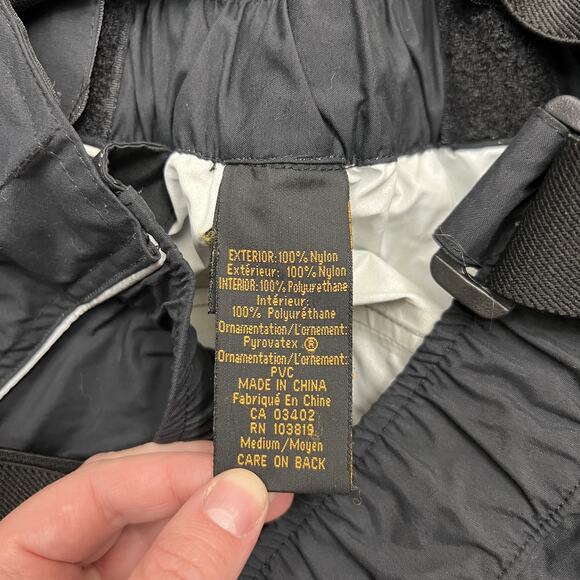 EXTERIOR:100% Nylon
Extérieur: 100% Nylon
INTERIOR:100% Polyurethane
Intérieur:
100% Polyuréthane
Ornamentation/L'ornement:
Pyrovatex ®
Ornamentation/L'ornement:
PVC
MADE IN CHINA
Fabriqué En Chine
CA 03402
RN 103819
Medium/Moyen
CARE ON BACK